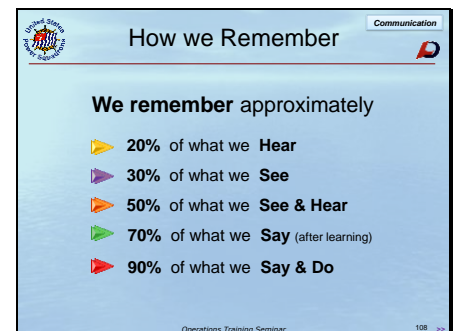 United States
Power Squadrons
How we Remember
Communication
We remember approximately
20% of what we Hear
30% of what we See
50% of what we See & Hear
70% of what we Say (after learning)
90% of what we Say & Do
Operations Training Seminar
108 >>